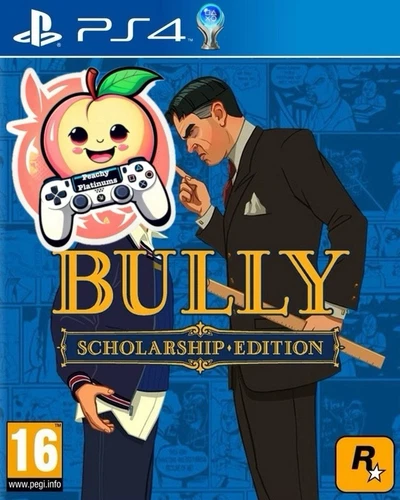 PS4
Peachy
Platinums
BULLY
SCHOLARSHIP EDITION
16
www.pegi.info
R